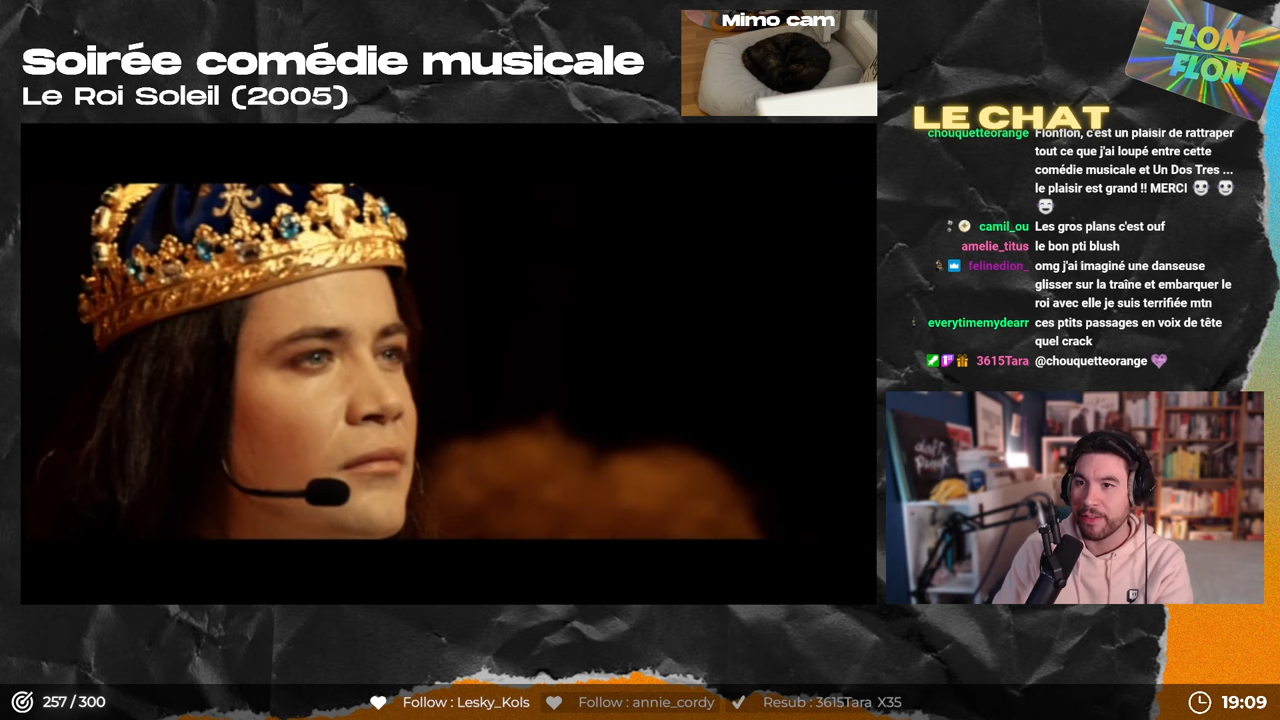 Soirée comédie musicale
Le Roi Soleil (2005)
Mimo cam
FLON
FLON
LE CHAT
chouquetteorange Flonflon, c'est un plaisir de rattraper
tout ce que j'ai loupé entre cette
comédie musicale et Un Dos Tres ...
le plaisir est grand !! MERCI
camil_ou Les gros plans c'est ouf
amelie_titus le bon pti blush
felinedion_ omg j'ai imaginé une danseuse
glisser sur la traîne et embarquer le
roi avec elle je suis terrifiée mtn
everytimemydearr ces ptits passages en voix de tête
quel crack
3615Tara @chouquetteorange
daft
punk
257 / 300
Follow : Lesky_Kols
Follow : annie_cordy
Resub : 3615Tara X35
19:09